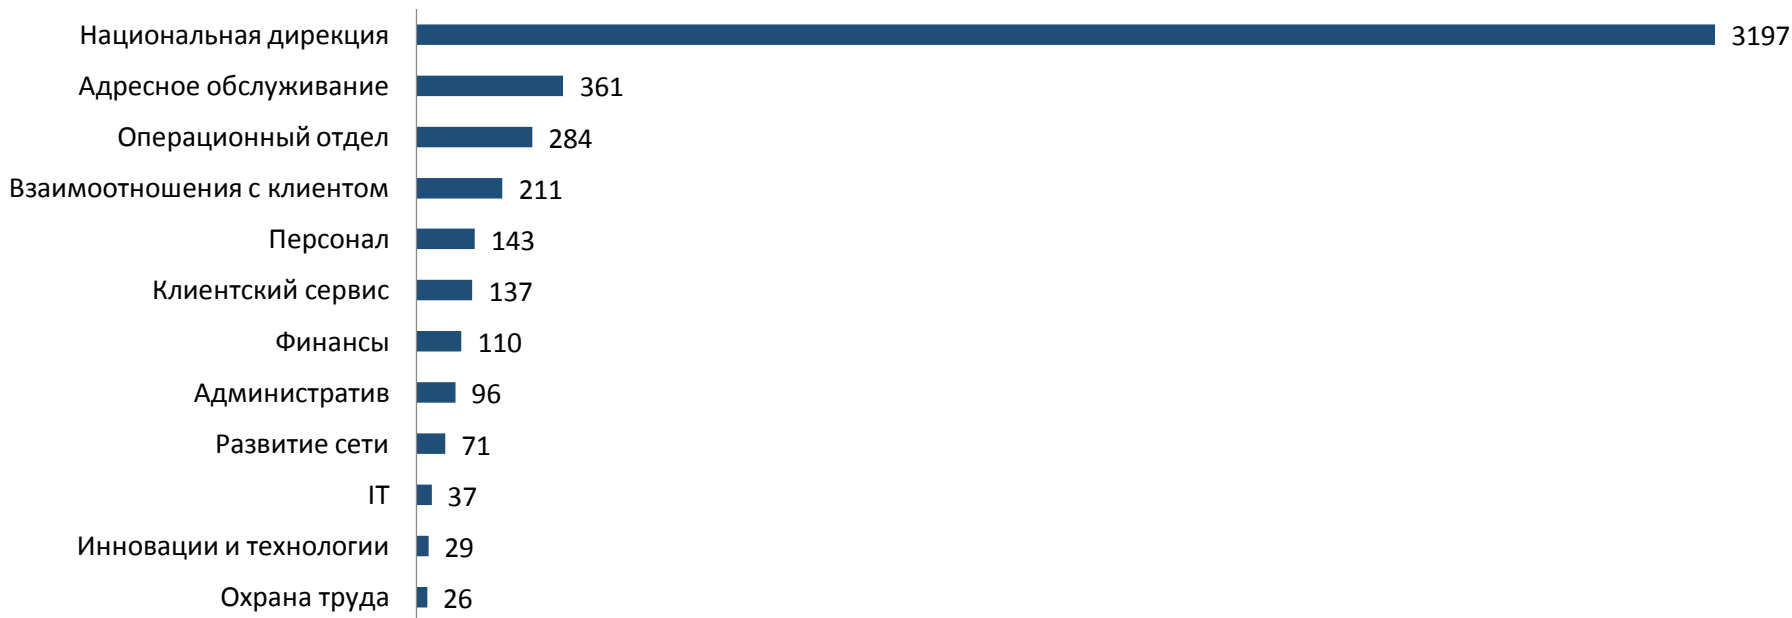 Национальная дирекция 3197
Адресное обслуживание 361
Операционный отдел 284
Взаимоотношения с клиентом 211
Персонал 143
Клиентский сервис 137
Финансы 110
Административ 96
Развитие сети 71
IT 37
Инновации и технологии 29
Охрана труда 26